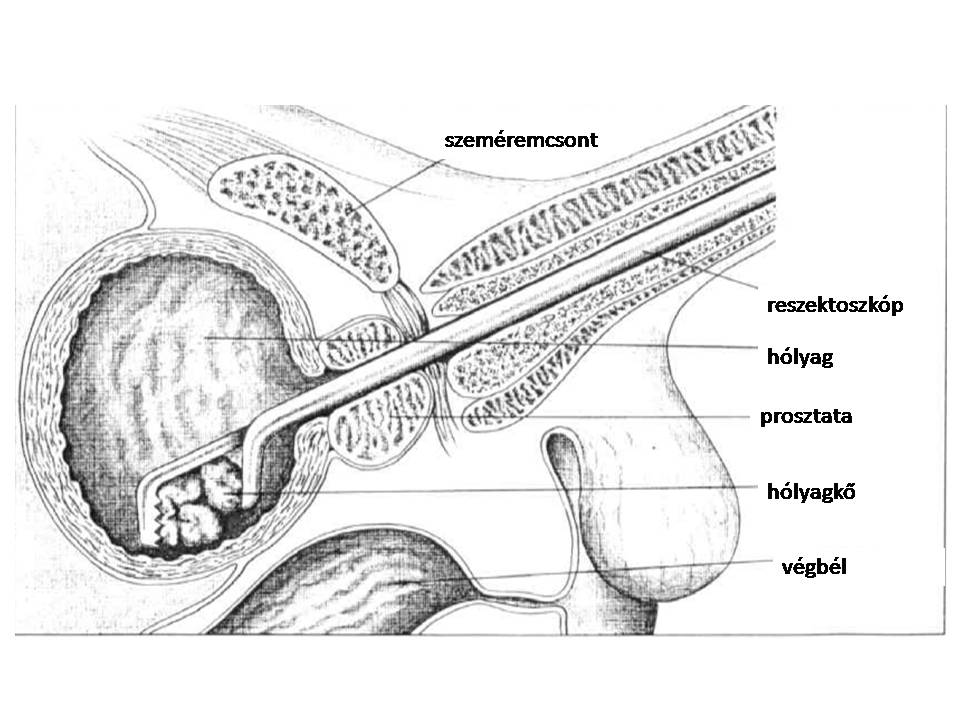 szeméremcsont
reszektoszkóp
hólyag
prosztata
hólyagkő
végbél